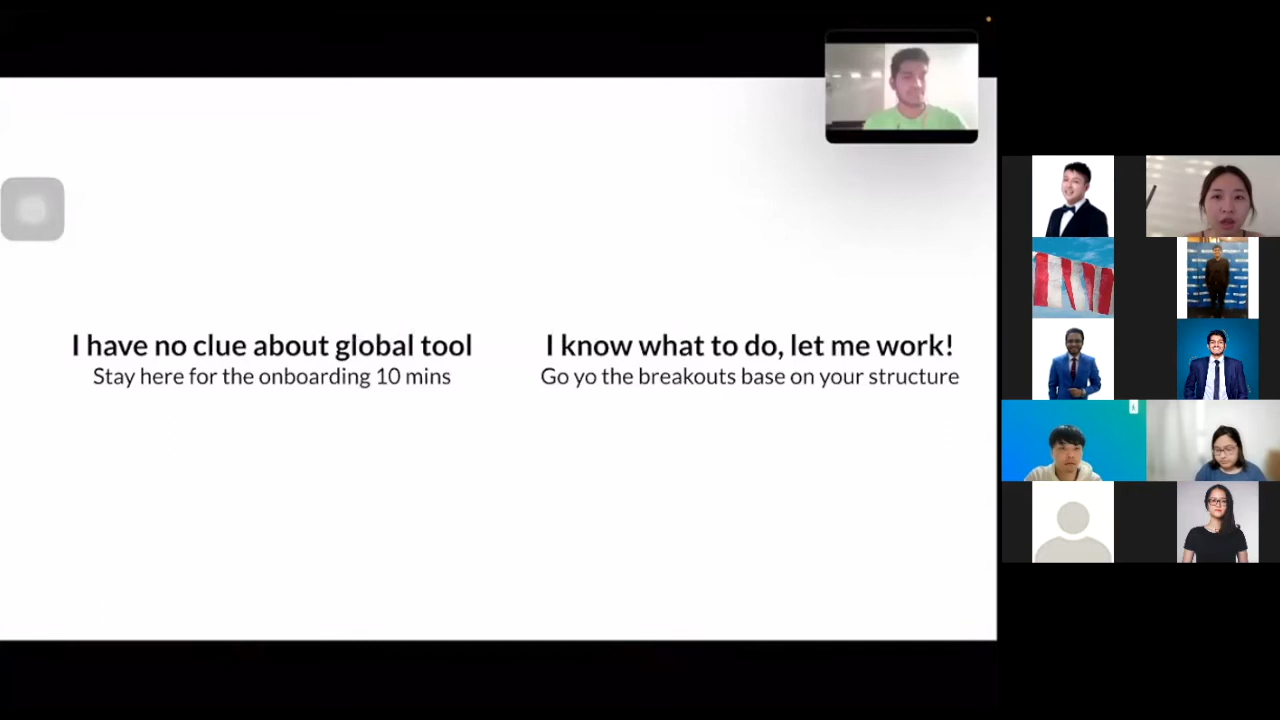 I have no clue about global tool
Stay here for the onboarding 10 mins
I know what to do, let me work!
Go yo the breakouts base on your structure